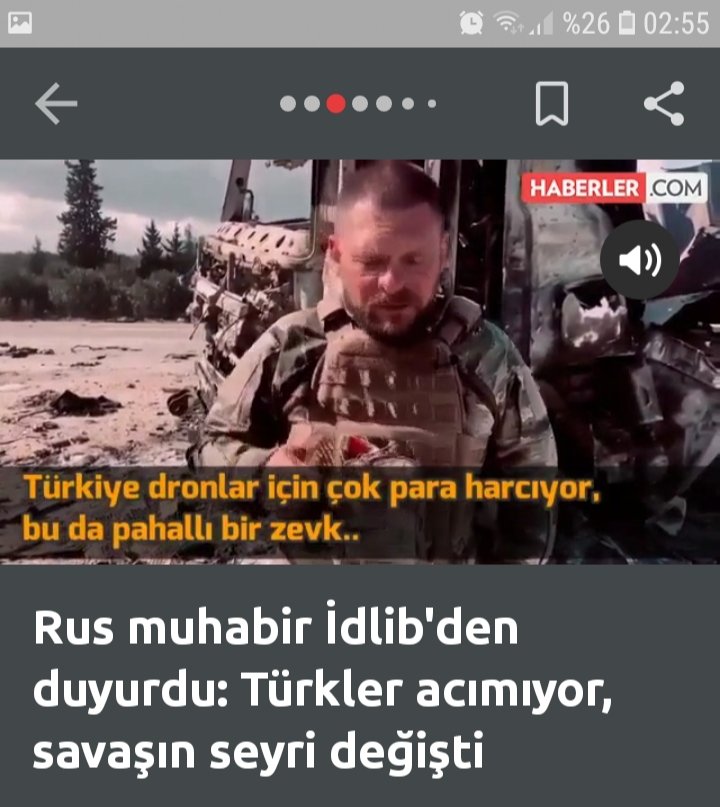 %26 02:55
HABERLER.COM
Türkiye dronlar için çok para harcıyor,
bu da pahallı bir zevk..
Rus muhabir İdlib'den
duyurdu: Türkler acımıyor,
savaşın seyri değişti